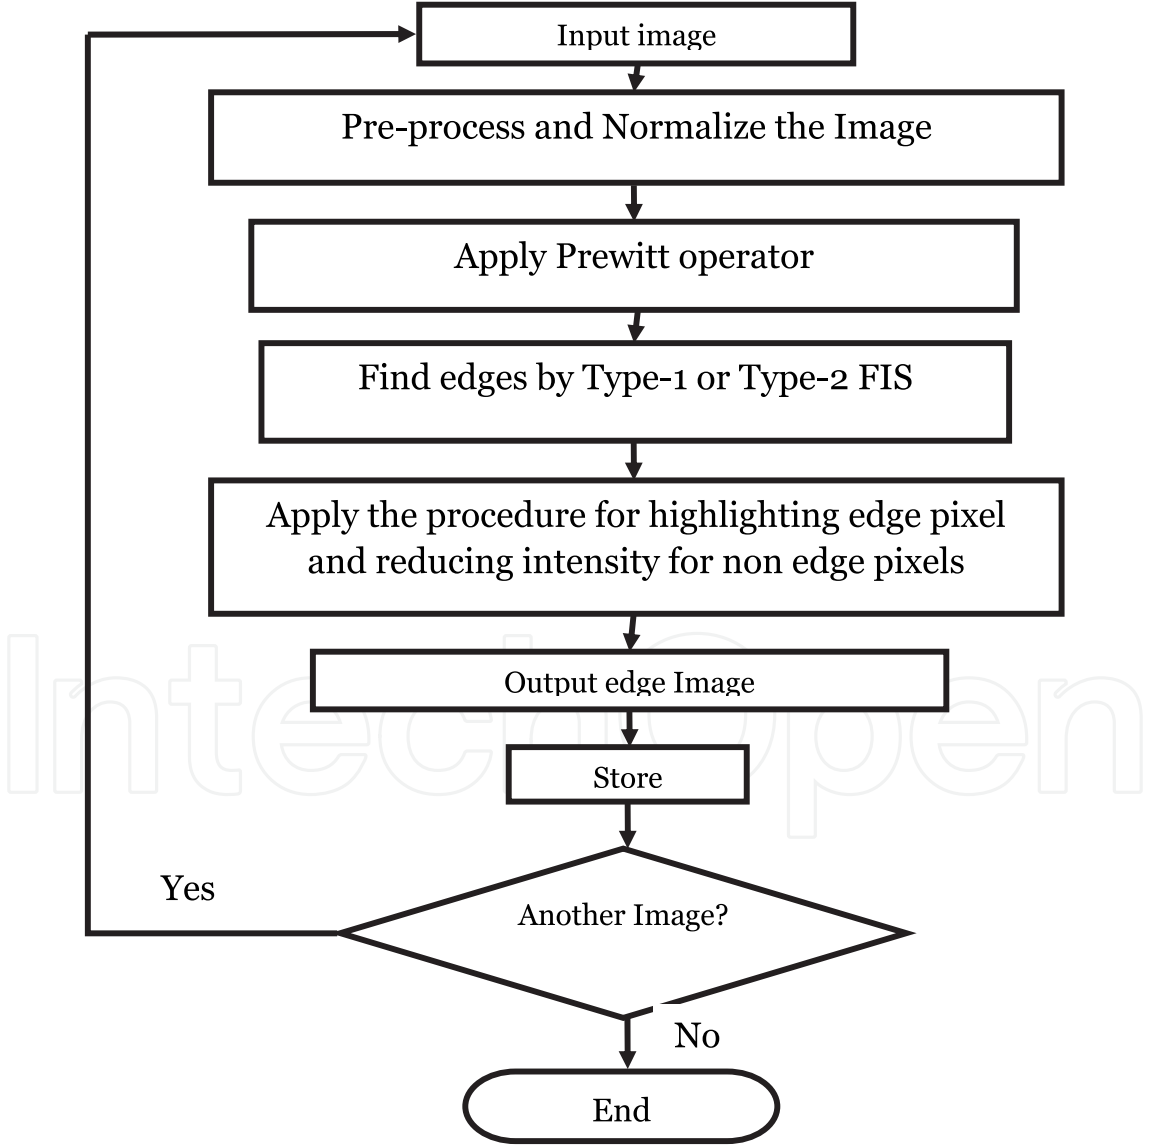 Input image
Pre-process and Normalize the Image
Apply Prewitt operator
Find edges by Type-1 or Type-2 FIS
Apply the procedure for highlighting edge pixel
and reducing intensity for non edge pixels
IntechOpen
Output edge Image
Store
Yes
Another Image?
No
End